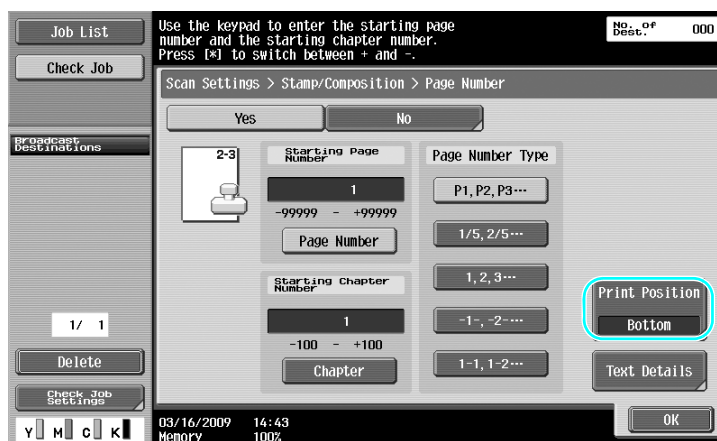 Job List
Check Job
Use the keypad to enter the starting page
number and the starting chapter number.
Press [*] to switch between + and -.
No. of
Dest.
000
Scan Settings > Stamp/Composition > Page Number
Yes
No
Broadcast
Destinations
2-3
Starting Page
Number
1
-99999 - +99999
Page Number
Starting Chapter
Number
1
-100 - +100
Chapter
Page Number Type
P1,P2,P3···
1/5,2/5···
1,2,3···
-1-,-2-···
1-1,1-2···
Print Position
Bottom
Text Details
1/ 1
Delete
Check Job
Settings
Y M C K
03/16/2009 14:43
Memory 100%
OK